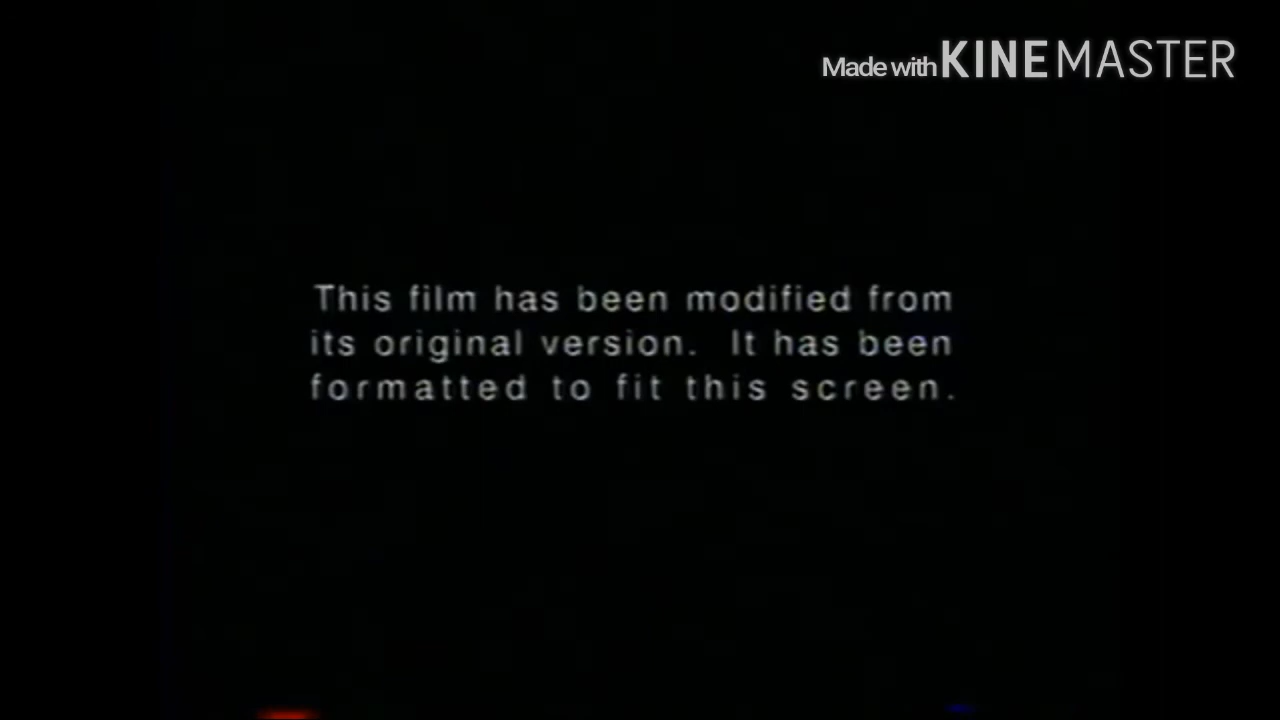 Made with KINEMASTER
This film has been modified from
its original version. It has been
formatted to fit this screen.